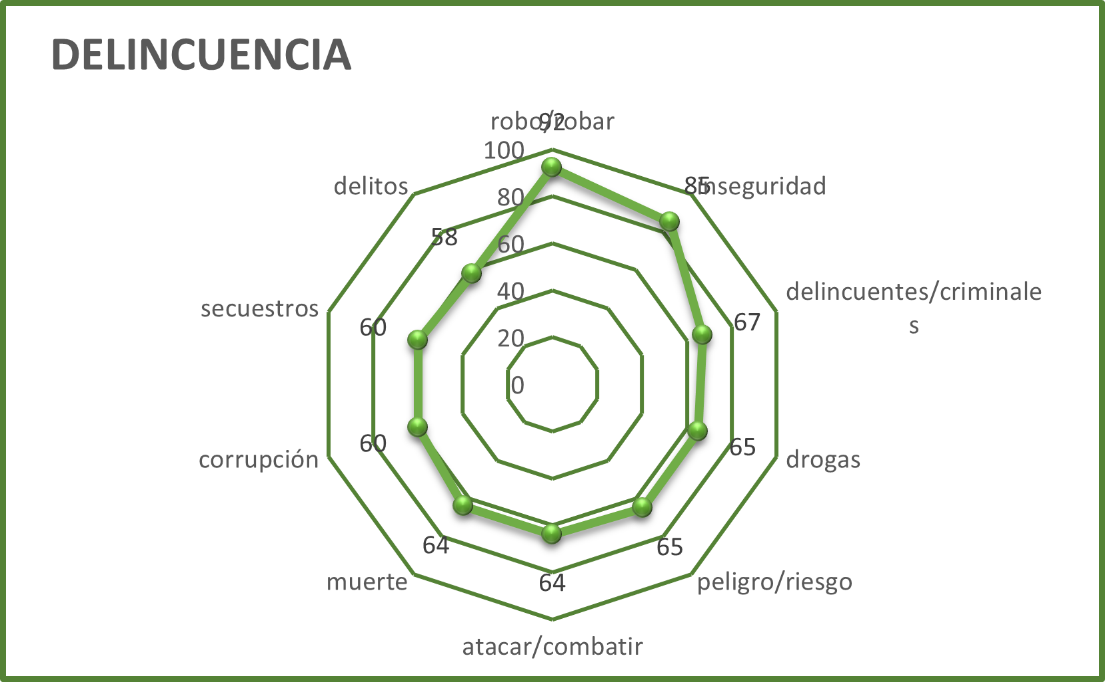 DELINCUENCIA
robo/robar
92
100
80
60
40
20
0
85
inseguridad
delincuentes/criminale
s
67
drogas
65
peligro/riesgo
65
atacar/combatir
64
muerte
64
corrupción
60
secuestros
60
delitos
58